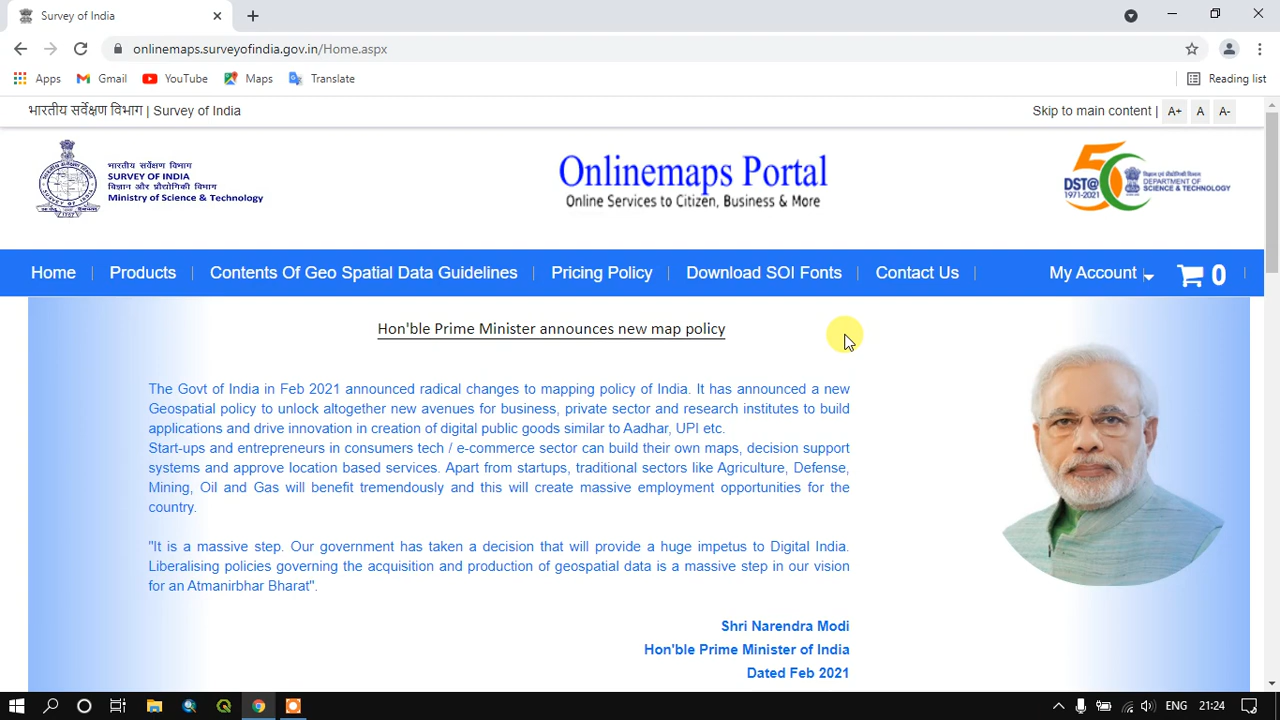 Survey of India
onlinemaps.surveyofindia.gov.in/Home.aspx
Apps Gmail YouTube Maps Translate Reading list
भारतीय सर्वेक्षण विभाग | Survey of India Skip to main content | A+ A A-
भारतीय सर्वेक्षण विभाग
SURVEY OF INDIA
विज्ञान और प्रौद्योगिकी विभाग
Ministry of Science & Technology
Onlinemaps Portal
Online Services to Citizen, Business & More
DST@50
1971-2021
DEPARTMENT OF
SCIENCE & TECHNOLOGY
Home Products Contents Of Geo Spatial Data Guidelines Pricing Policy Download SOI Fonts Contact Us My Account 0
Hon'ble Prime Minister announces new map policy
The Govt of India in Feb 2021 announced radical changes to mapping policy of India. It has announced a new
Geospatial policy to unlock altogether new avenues for business, private sector and research institutes to build
applications and drive innovation in creation of digital public goods similar to Aadhar, UPI etc.
Start-ups and entrepreneurs in consumers tech / e-commerce sector can build their own maps, decision support
systems and approve location based services. Apart from startups, traditional sectors like Agriculture, Defense,
Mining, Oil and Gas will benefit tremendously and this will create massive employment opportunities for the
country.
"It is a massive step. Our government has taken a decision that will provide a huge impetus to Digital India.
Liberalising policies governing the acquisition and production of geospatial data is a massive step in our vision
for an Atmanirbhar Bharat".
Shri Narendra Modi
Hon'ble Prime Minister of India
Dated Feb 2021
ENG 21:24